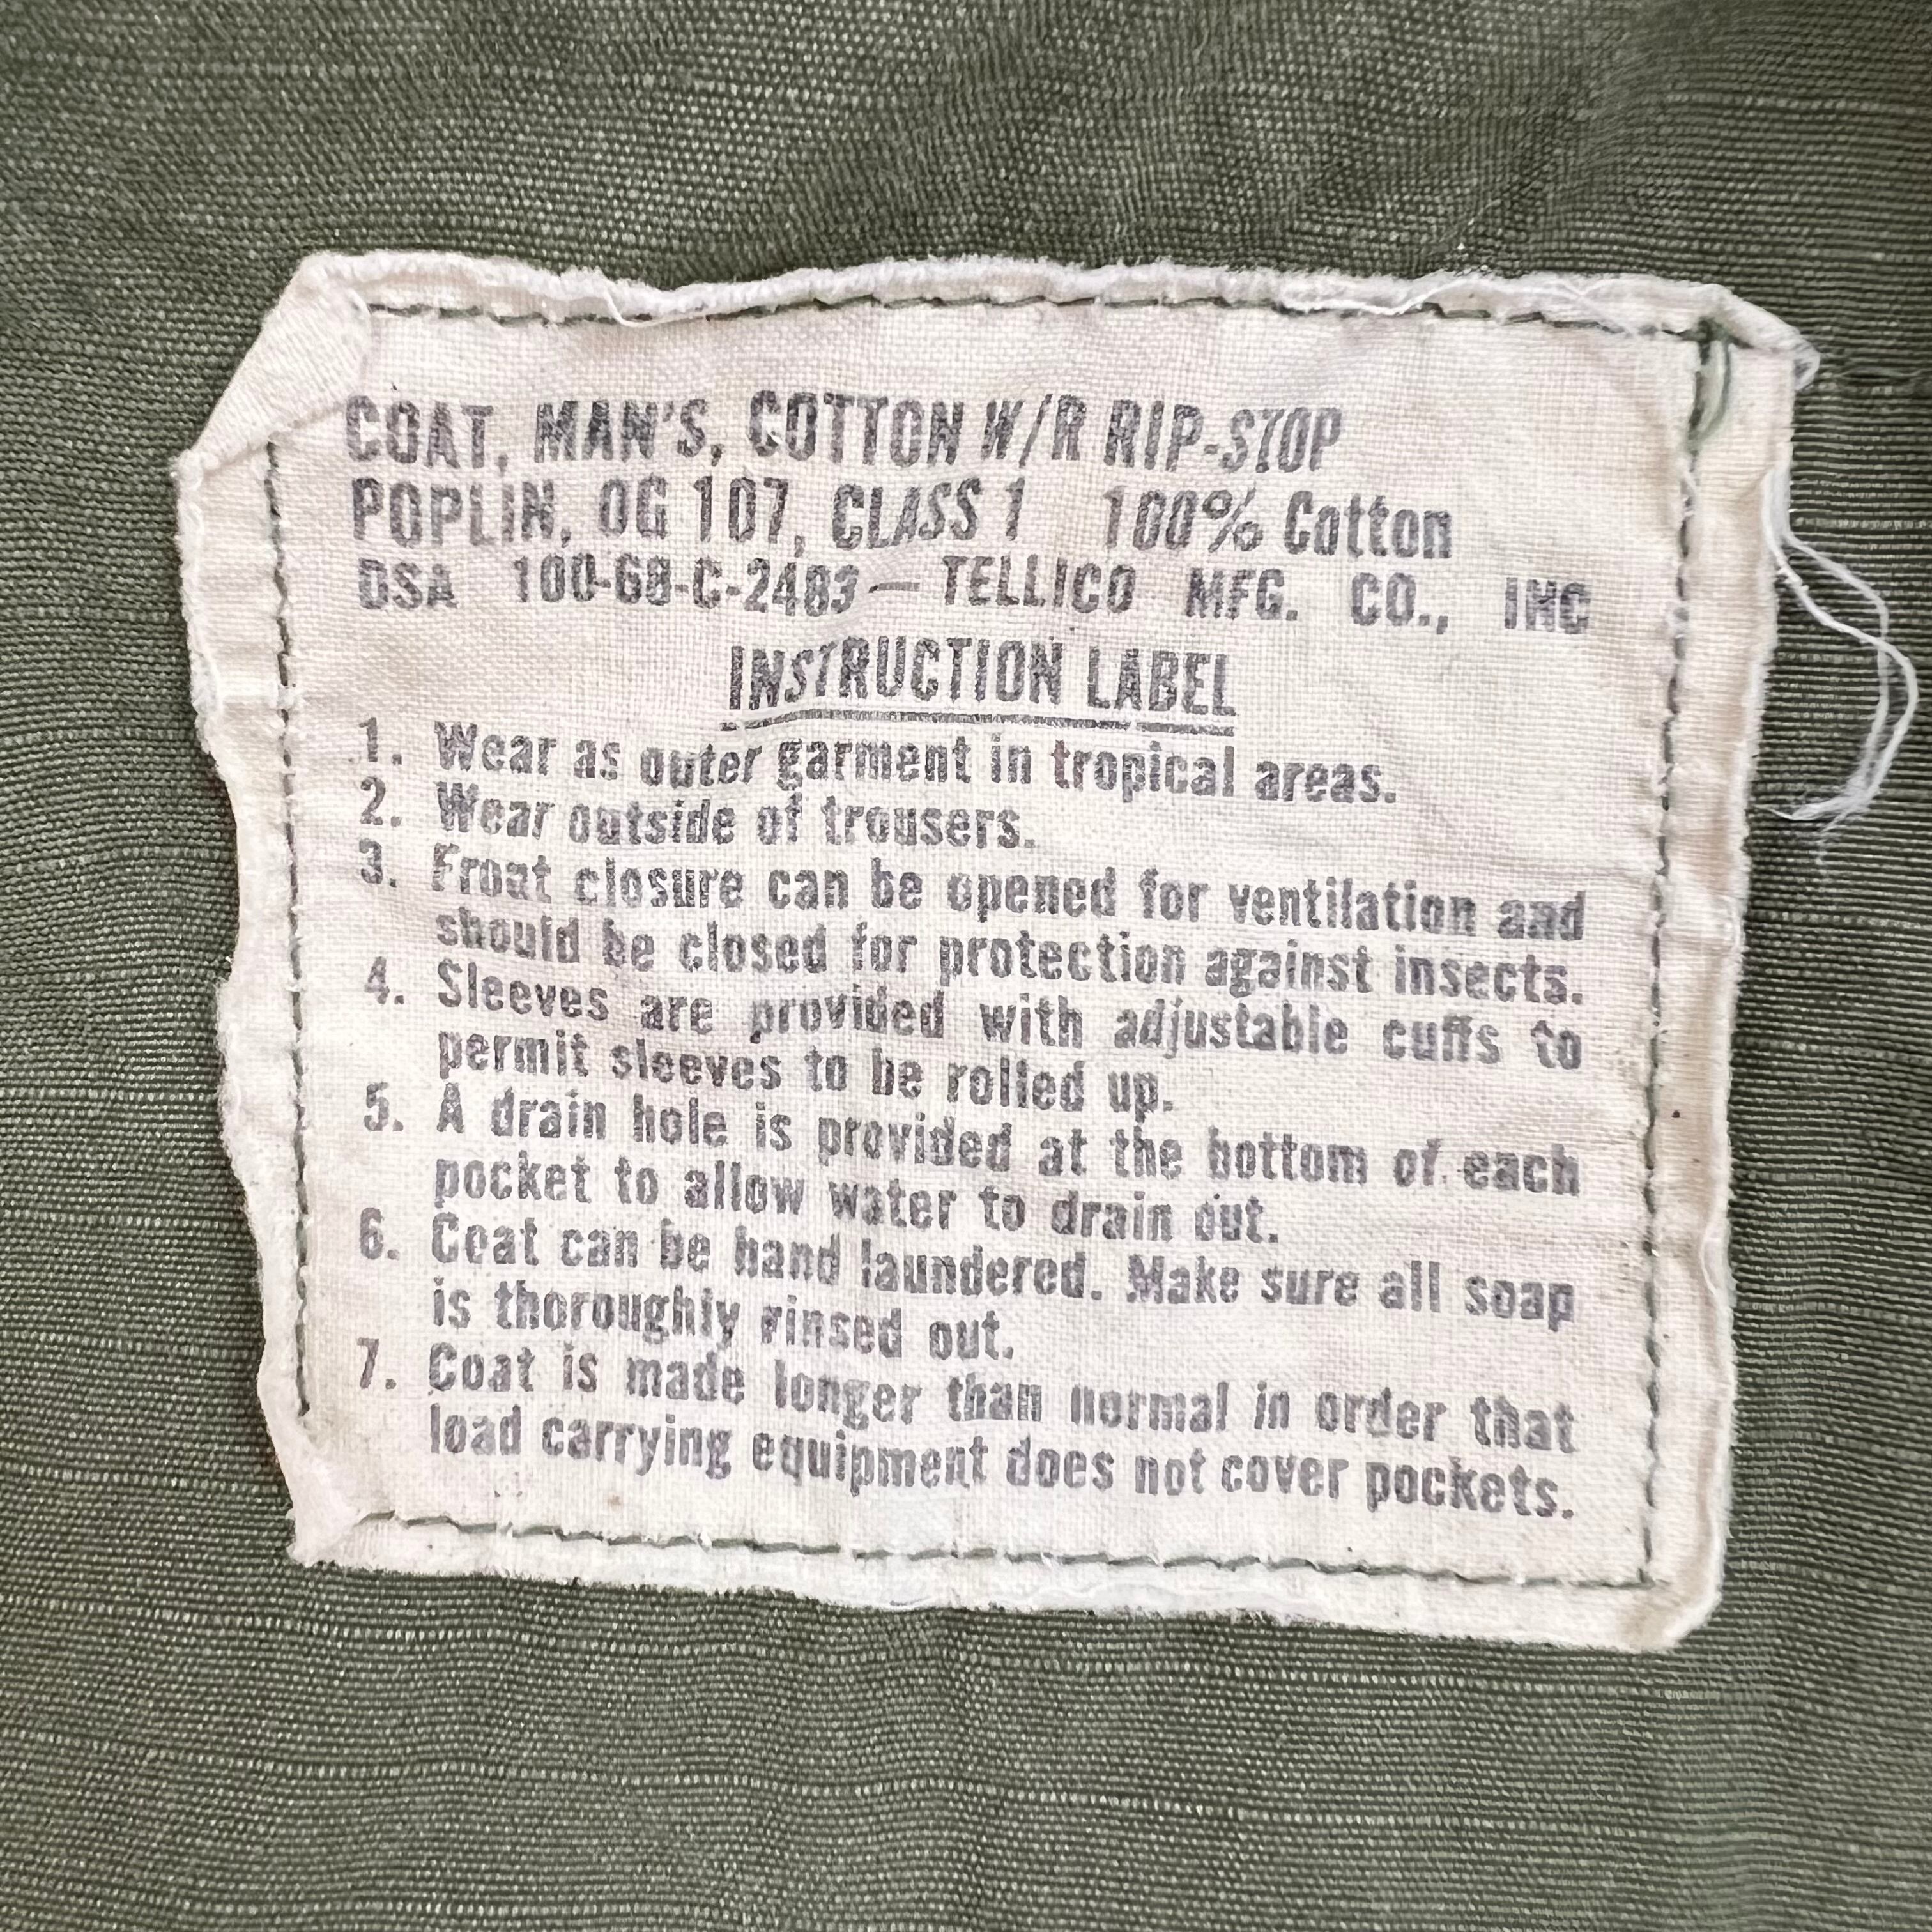 COAT, MAN'S, COTTON W/R RIP-STOP
POPLIN, OG 107, CLASS 1 100% Cotton
DSA 100-68-C-2483 — TELLICO MFG. CO., INC
INSTRUCTION LABEL
1. Wear as outer garment in tropical areas.
2. Wear outside of trousers.
3. Front closure can be opened for ventilation and
should be closed for protection against insects.
4. Sleeves are provided with adjustable cuffs to
permit sleeves to be rolled up.
5. A drain hole is provided at the bottom of each
pocket to allow water to drain out.
6. Coat can be hand laundered. Make sure all soap
is thoroughly rinsed out.
7. Coat is made longer than normal in order that
load carrying equipment does not cover pockets.